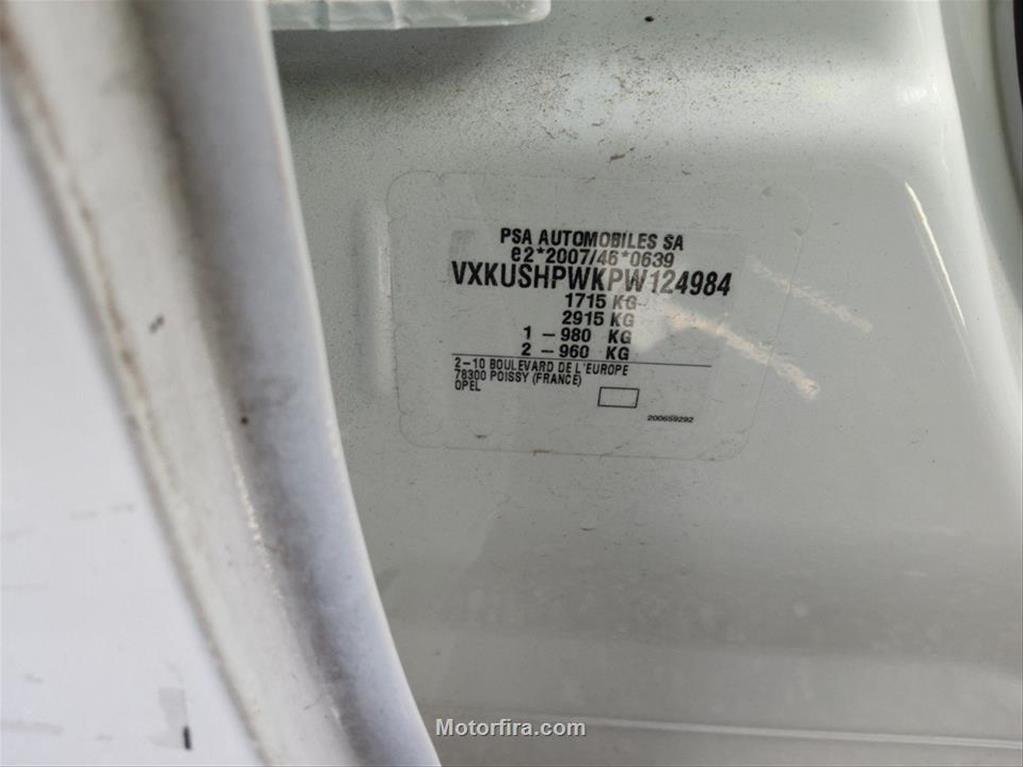 PSA AUTOMOBILES SA
e2*2007/46*0639
VXKUSHPWKPW124984
1715 KG
2915 KG
1 – 980 KG
2 – 960 KG
2–10 BOULEVARD DE L'EUROPE
78300 POISSY (FRANCE)
OPEL
200659292
Motorfira.com